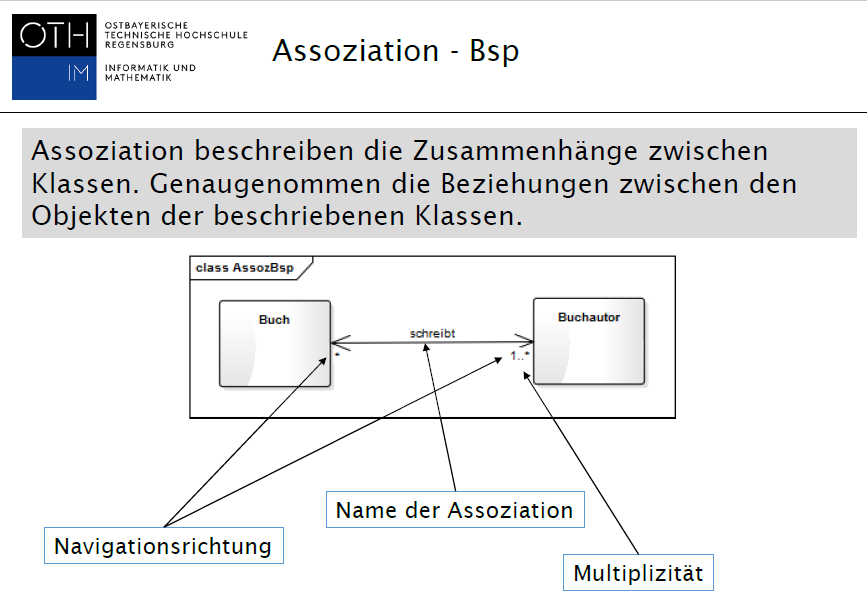 OTH
OSTBAYERISCHE
TECHNISCHE HOCHSCHULE
REGENSBURG
IM
INFORMATIK UND
MATHEMATIK
Assoziation - Bsp
Assoziation beschreiben die Zusammenhänge zwischen
Klassen. Genaugenommen die Beziehungen zwischen den
Objekten der beschriebenen Klassen.
class AssozBsp
Buch
schreibt
Buchautor
*
1..*
Name der Assoziation
Navigationsrichtung
Multiplizität